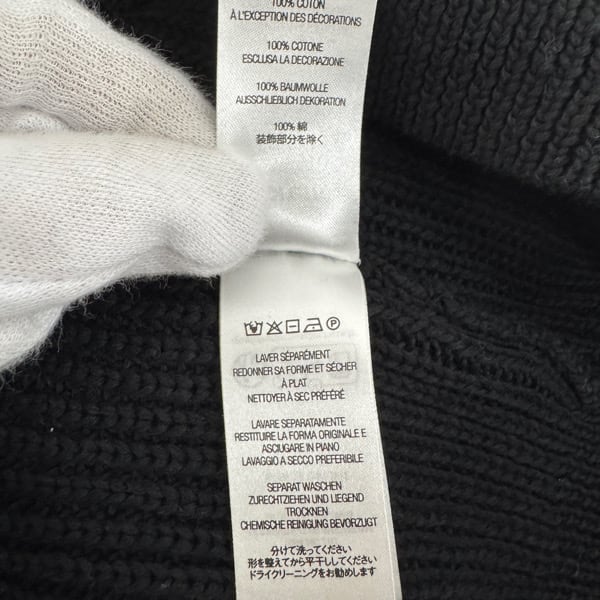 100% COTON
À L'EXCEPTION DES DÉCORATIONS
100% COTONE
ESCLUSA LA DECORAZIONE
100% BAUMWOLLE
AUSSCHLIEBLICH DEKORATION
100% 綿
装飾部分を除く
P
LAVER SÉPARÉMENT
REDONNER SA FORME ET SÉCHER
À PLAT
NETTOYER À SEC PRÉFÉRÉ
LAVARE SEPARATAMENTE
RESTITUIRE LA FORMA ORIGINALE E
ASCIUGARE IN PIANO
LAVAGGIO A SECCO PREFERIBILE
SEPARAT WASCHEN
ZURECHTZIEHEN UND LIEGEND
TROCKNEN
CHEMISCHE REINIGUNG BEVORZUGT
分けて洗ってください
形を整えてから平干ししてください
ドライクリーニングをお勧めします